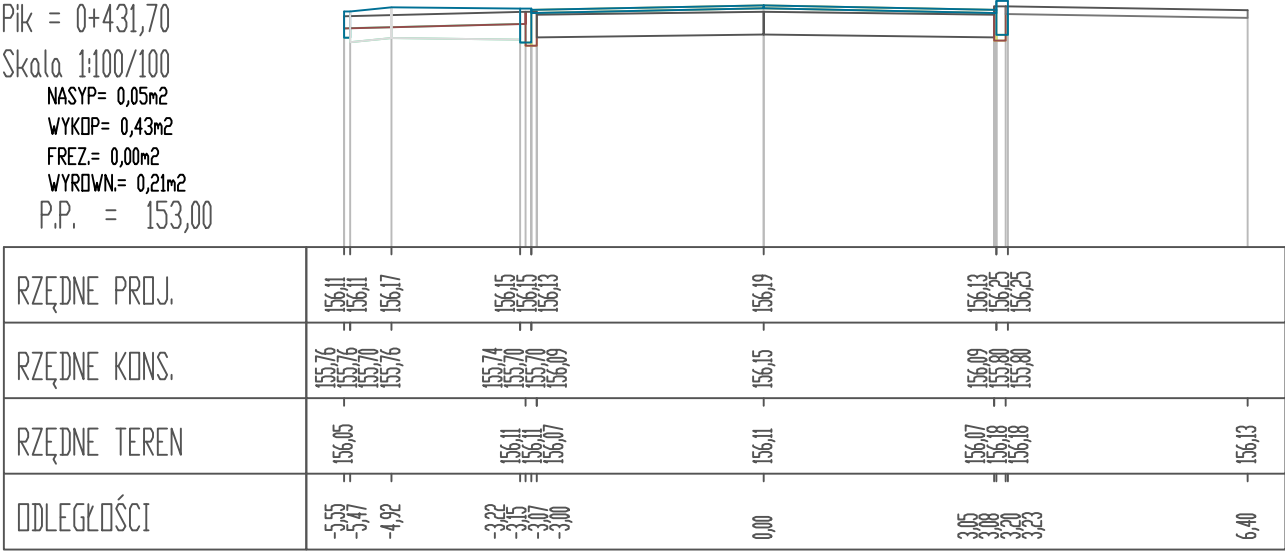 Pik = 0+431,70
Skala 1:100/100
NASYP= 0,05m2
WYKOP= 0,43m2
FREZ.= 0,00m2
WYRÓWN.= 0,21m2
P.P. = 153,00
RZĘDNE PROJ. 156,11 156,11 156,17 156,15 156,15 156,13 156,19 156,13 156,25 156,25
RZĘDNE KONS. 155,76 155,76 155,70 155,76 155,74 155,70 155,70 156,09 156,15 156,09 155,80 155,80
RZĘDNE TEREN 156,05 156,11 156,11 156,07 156,11 156,07 156,18 156,18 156,13
ODLEGŁOŚCI -5,55 -5,47 -4,92 -3,22 -3,15 -3,07 -3,00 0,00 3,05 3,08 3,20 3,23 6,40